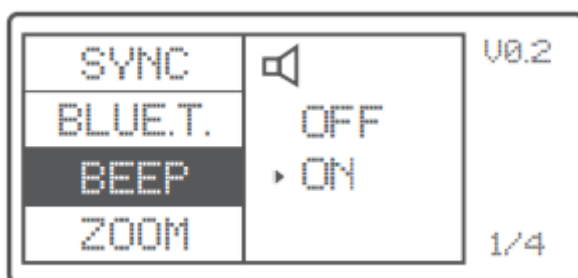 SYNC
BLUE.T.
BEEP
ZOOM
OFF
ON
V0.2
1/4